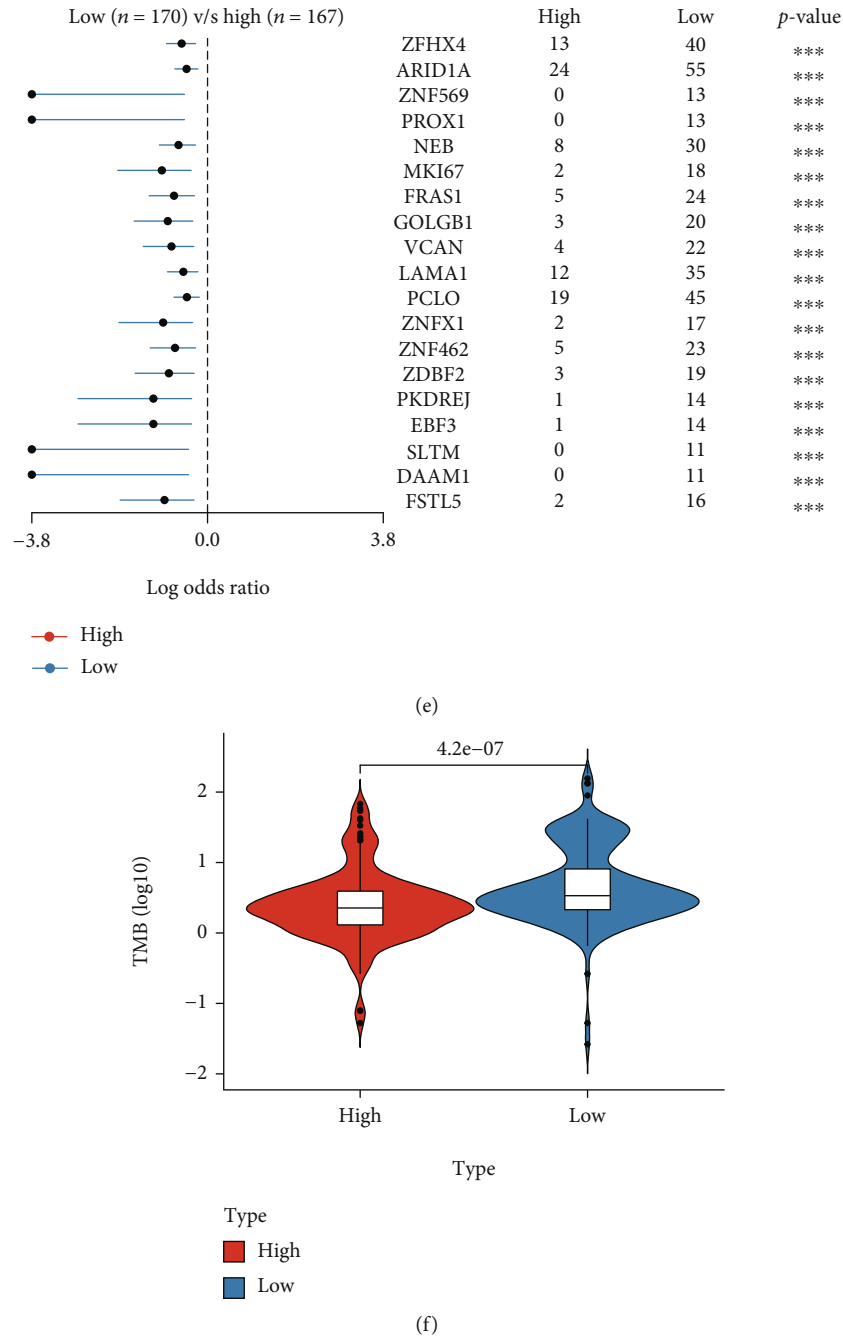 Low (n = 170) v/s high (n = 167) High Low p-value
ZFHX4 13 40 ***
ARID1A 24 55 ***
ZNF569 0 13 ***
PROX1 0 13 ***
NEB 8 30 ***
MKI67 2 18 ***
FRAS1 5 24 ***
GOLGB1 3 20 ***
VCAN 4 22 ***
LAMA1 12 35 ***
PCLO 19 45 ***
ZNFX1 2 17 ***
ZNF462 5 23 ***
ZDBF2 3 19 ***
PKDREJ 1 14 ***
EBF3 1 14 ***
SLTM 0 11 ***
DAAM1 0 11 ***
FSTL5 2 16 ***
−3.8 0.0 3.8
Log odds ratio
High
Low
(e)
4.2e−07
2
1
0
−1
−2
TMB (log10)
High Low
Type
Type
High
Low
(f)